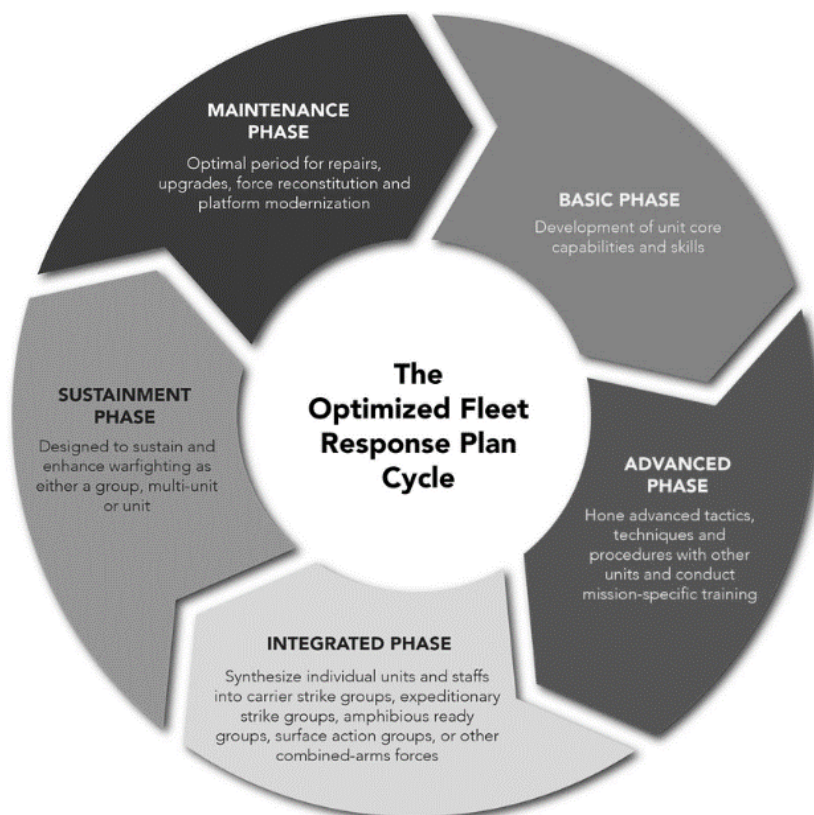 MAINTENANCE
PHASE
Optimal period for repairs,
upgrades, force reconstitution and
platform modernization
BASIC PHASE
Development of unit core
capabilities and skills
ADVANCED
PHASE
Hone advanced tactics,
techniques and
procedures with other
units and conduct
mission-specific training
INTEGRATED PHASE
Synthesize individual units and staffs
into carrier strike groups, expeditionary
strike groups, amphibious ready
groups, surface action groups, or other
combined-arms forces
SUSTAINMENT
PHASE
Designed to sustain and
enhance warfighting as
either a group, multi-unit
or unit
The
Optimized Fleet
Response Plan
Cycle